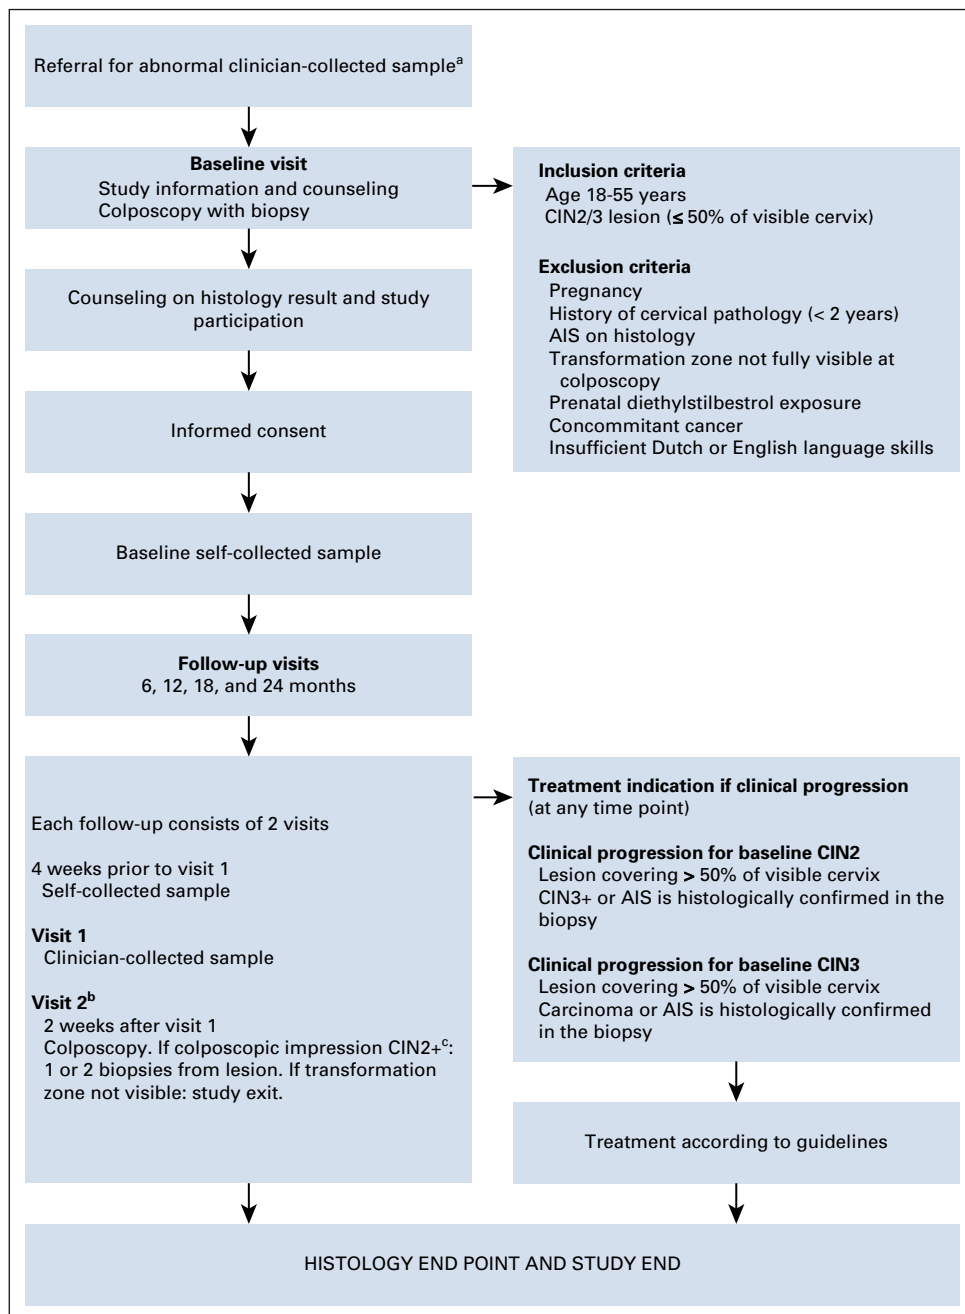 Referral for abnormal clinician-collected sampleᵃ
Baseline visit
Study information and counseling
Colposcopy with biopsy
Inclusion criteria
Age 18-55 years
CIN2/3 lesion (≤ 50% of visible cervix)
Exclusion criteria
Pregnancy
History of cervical pathology (< 2 years)
AIS on histology
Transformation zone not fully visible at
colposcopy
Prenatal diethylstilbestrol exposure
Concommitant cancer
Insufficient Dutch or English language skills
Counseling on histology result and study
participation
Informed consent
Baseline self-collected sample
Follow-up visits
6, 12, 18, and 24 months
Each follow-up consists of 2 visits
4 weeks prior to visit 1
Self-collected sample
Visit 1
Clinician-collected sample
Visit 2ᵇ
2 weeks after visit 1
Colposcopy. If colposcopic impression CIN2+ᶜ:
1 or 2 biopsies from lesion. If transformation
zone not visible: study exit.
Treatment indication if clinical progression
(at any time point)
Clinical progression for baseline CIN2
Lesion covering > 50% of visible cervix
CIN3+ or AIS is histologically confirmed in the
biopsy
Clinical progression for baseline CIN3
Lesion covering > 50% of visible cervix
Carcinoma or AIS is histologically confirmed
in the biopsy
Treatment according to guidelines
HISTOLOGY END POINT AND STUDY END